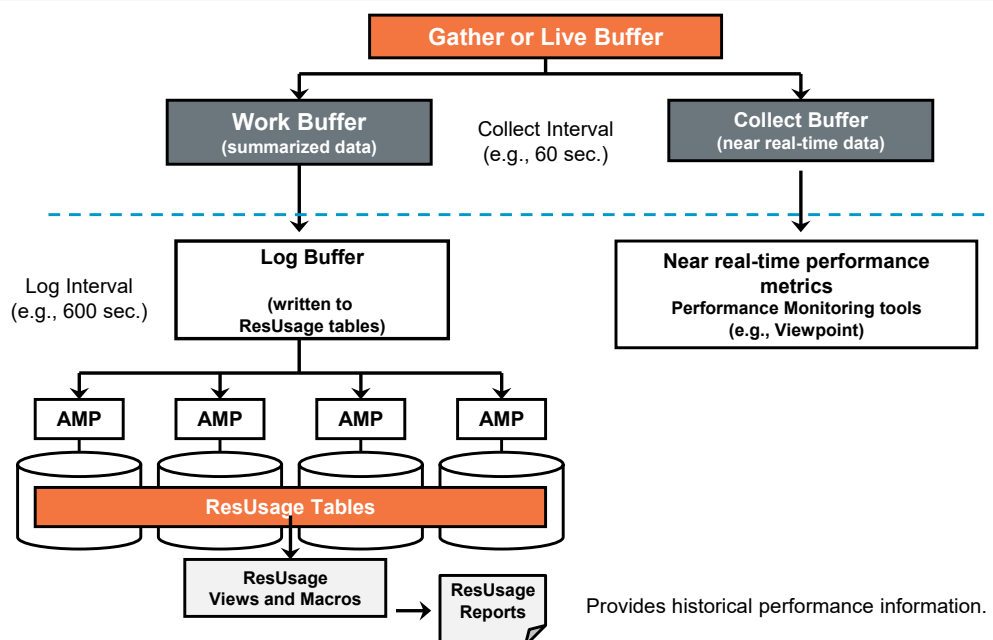 Gather or Live Buffer
Work Buffer
(summarized data)
Collect Interval
(e.g., 60 sec.)
Collect Buffer
(near real-time data)
Log Interval
(e.g., 600 sec.)
Log Buffer
(written to
ResUsage tables)
Near real-time performance
metrics
Performance Monitoring tools
(e.g., Viewpoint)
AMP
AMP
AMP
AMP
ResUsage Tables
ResUsage
Views and Macros
ResUsage
Reports
Provides historical performance information.